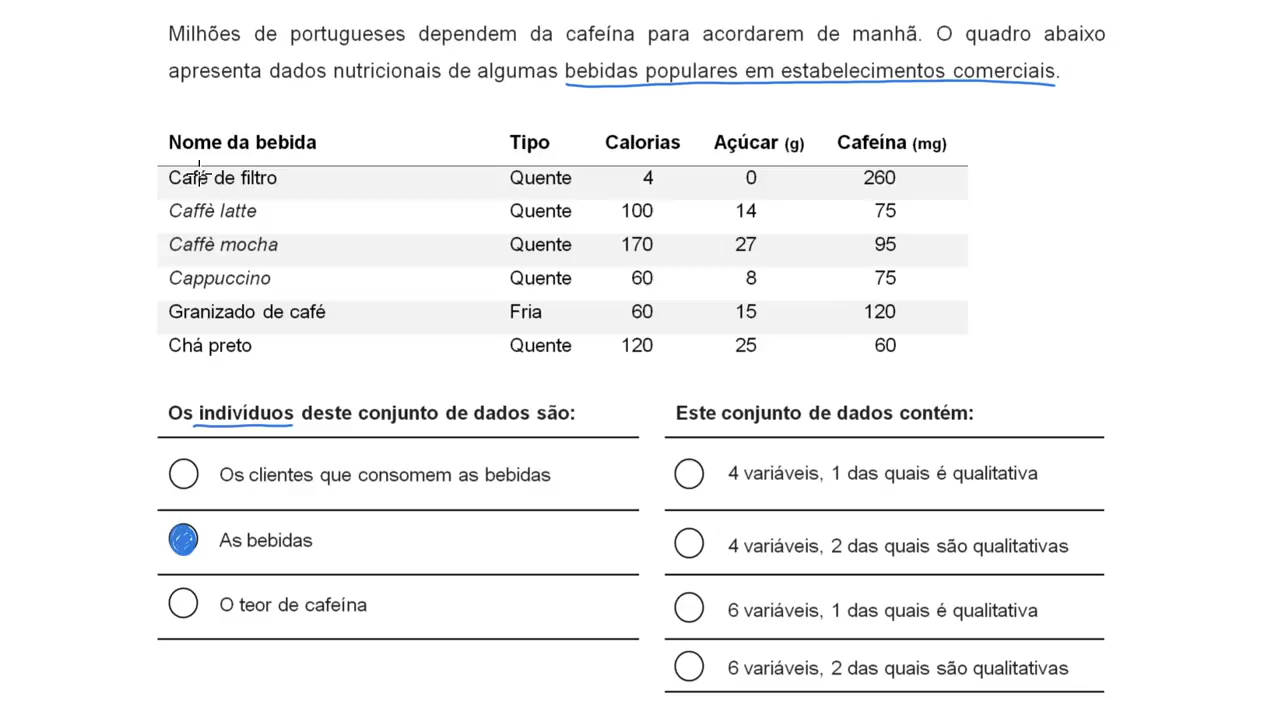 Milhões de portugueses dependem da cafeína para acordarem de manhã. O quadro abaixo
apresenta dados nutricionais de algumas bebidas populares em estabelecimentos comerciais.
Nome da bebida Tipo Calorias Açúcar (g) Cafeína (mg)
Café de filtro Quente 4 0 260
Caffè latte Quente 100 14 75
Caffè mocha Quente 170 27 95
Cappuccino Quente 60 8 75
Granizado de café Fria 60 15 120
Chá preto Quente 120 25 60
Os indivíduos deste conjunto de dados são:
Os clientes que consomem as bebidas
As bebidas
O teor de cafeína
Este conjunto de dados contém:
4 variáveis, 1 das quais é qualitativa
4 variáveis, 2 das quais são qualitativas
6 variáveis, 1 das quais é qualitativa
6 variáveis, 2 das quais são qualitativas